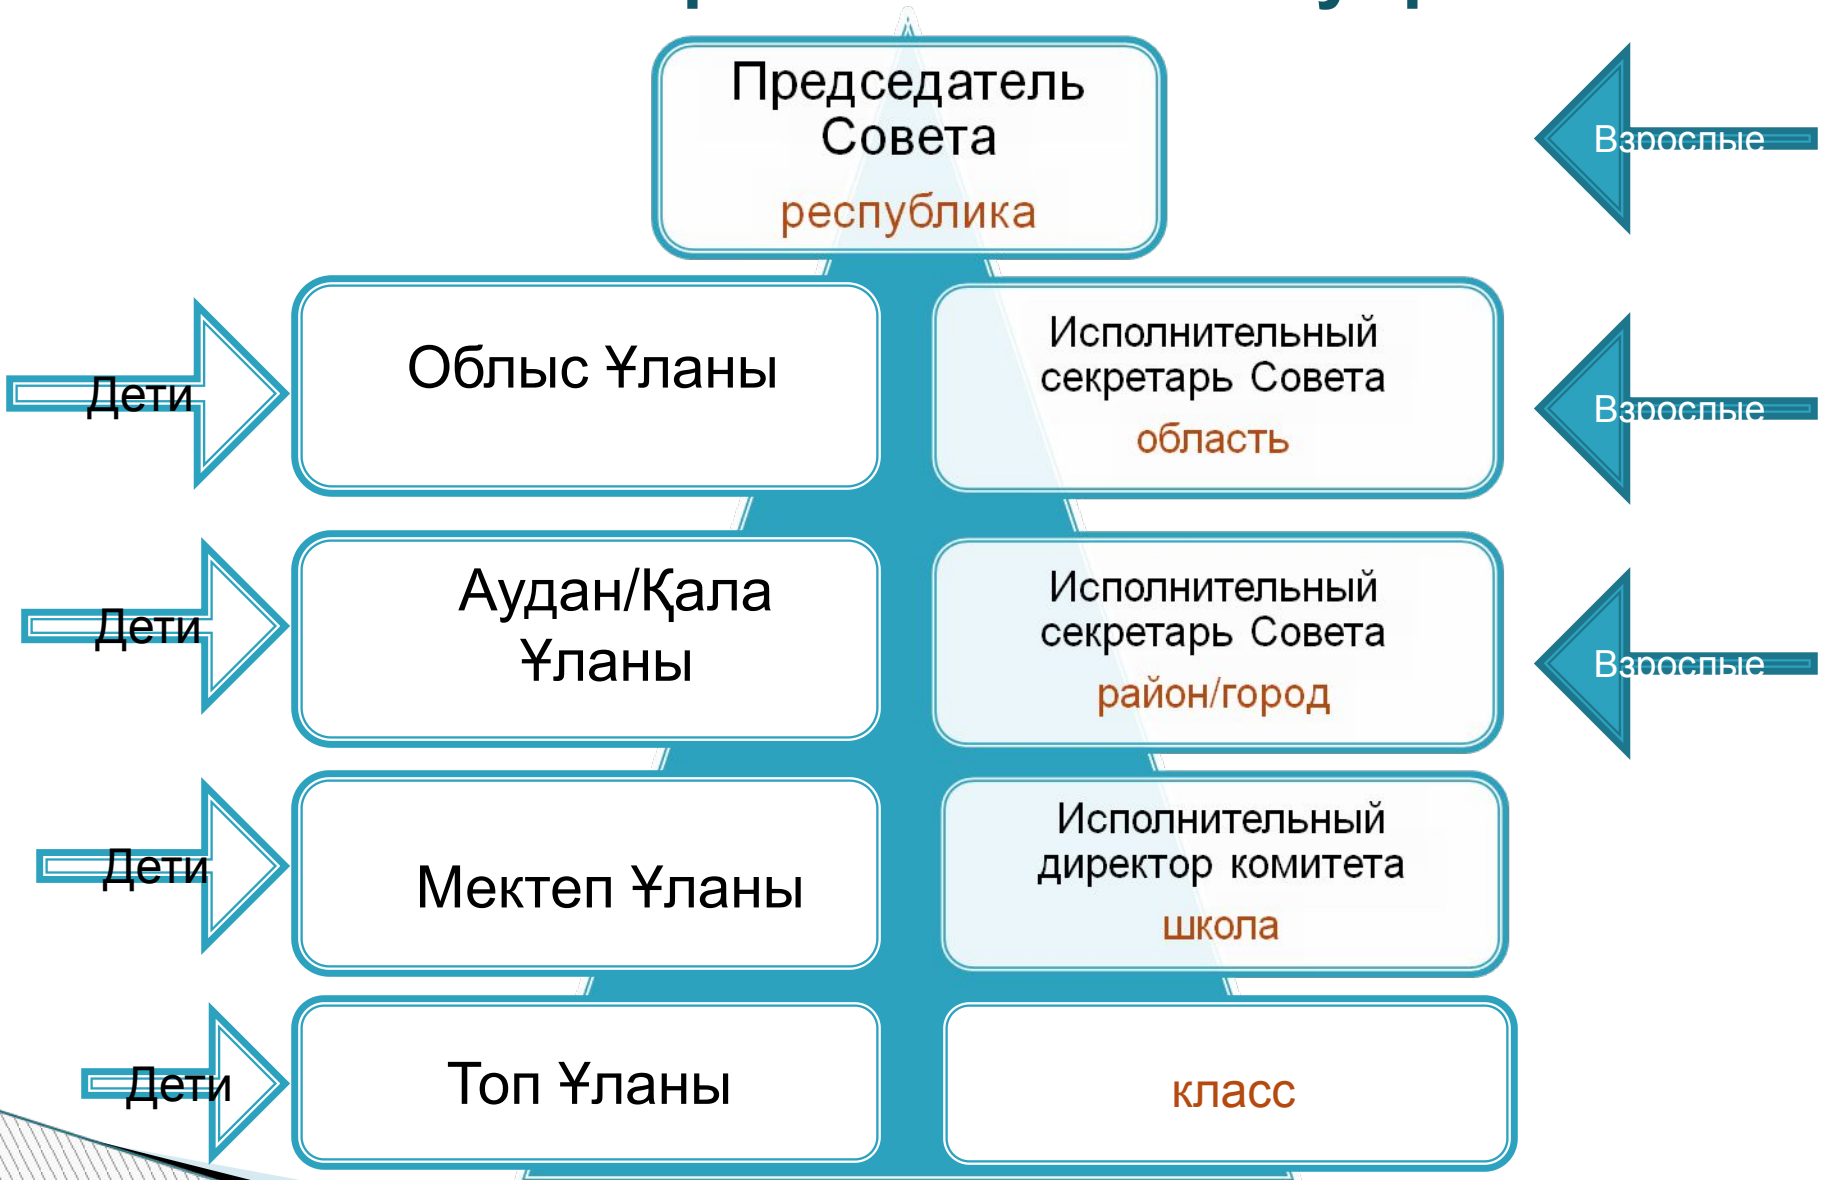 Председатель
Совета
республика
Взрослые
Дети
Облыс Ұланы
Исполнительный
секретарь Совета
область
Взрослые
Дети
Аудан/Қала
Ұланы
Исполнительный
секретарь Совета
район/город
Взрослые
Дети
Мектеп Ұланы
Исполнительный
директор комитета
школа
Дети
Топ Ұланы
класс